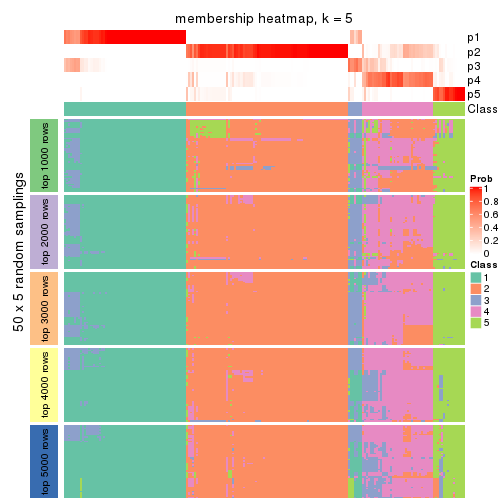 membership heatmap, k = 5
p1
p2
p3
p4
p5
Class
50 x 5 random samplings
top 1000 rows
top 2000 rows
top 3000 rows
top 4000 rows
top 5000 rows
Prob
1
0.8
0.6
0.4
0.2
0
Class
1
2
3
4
5